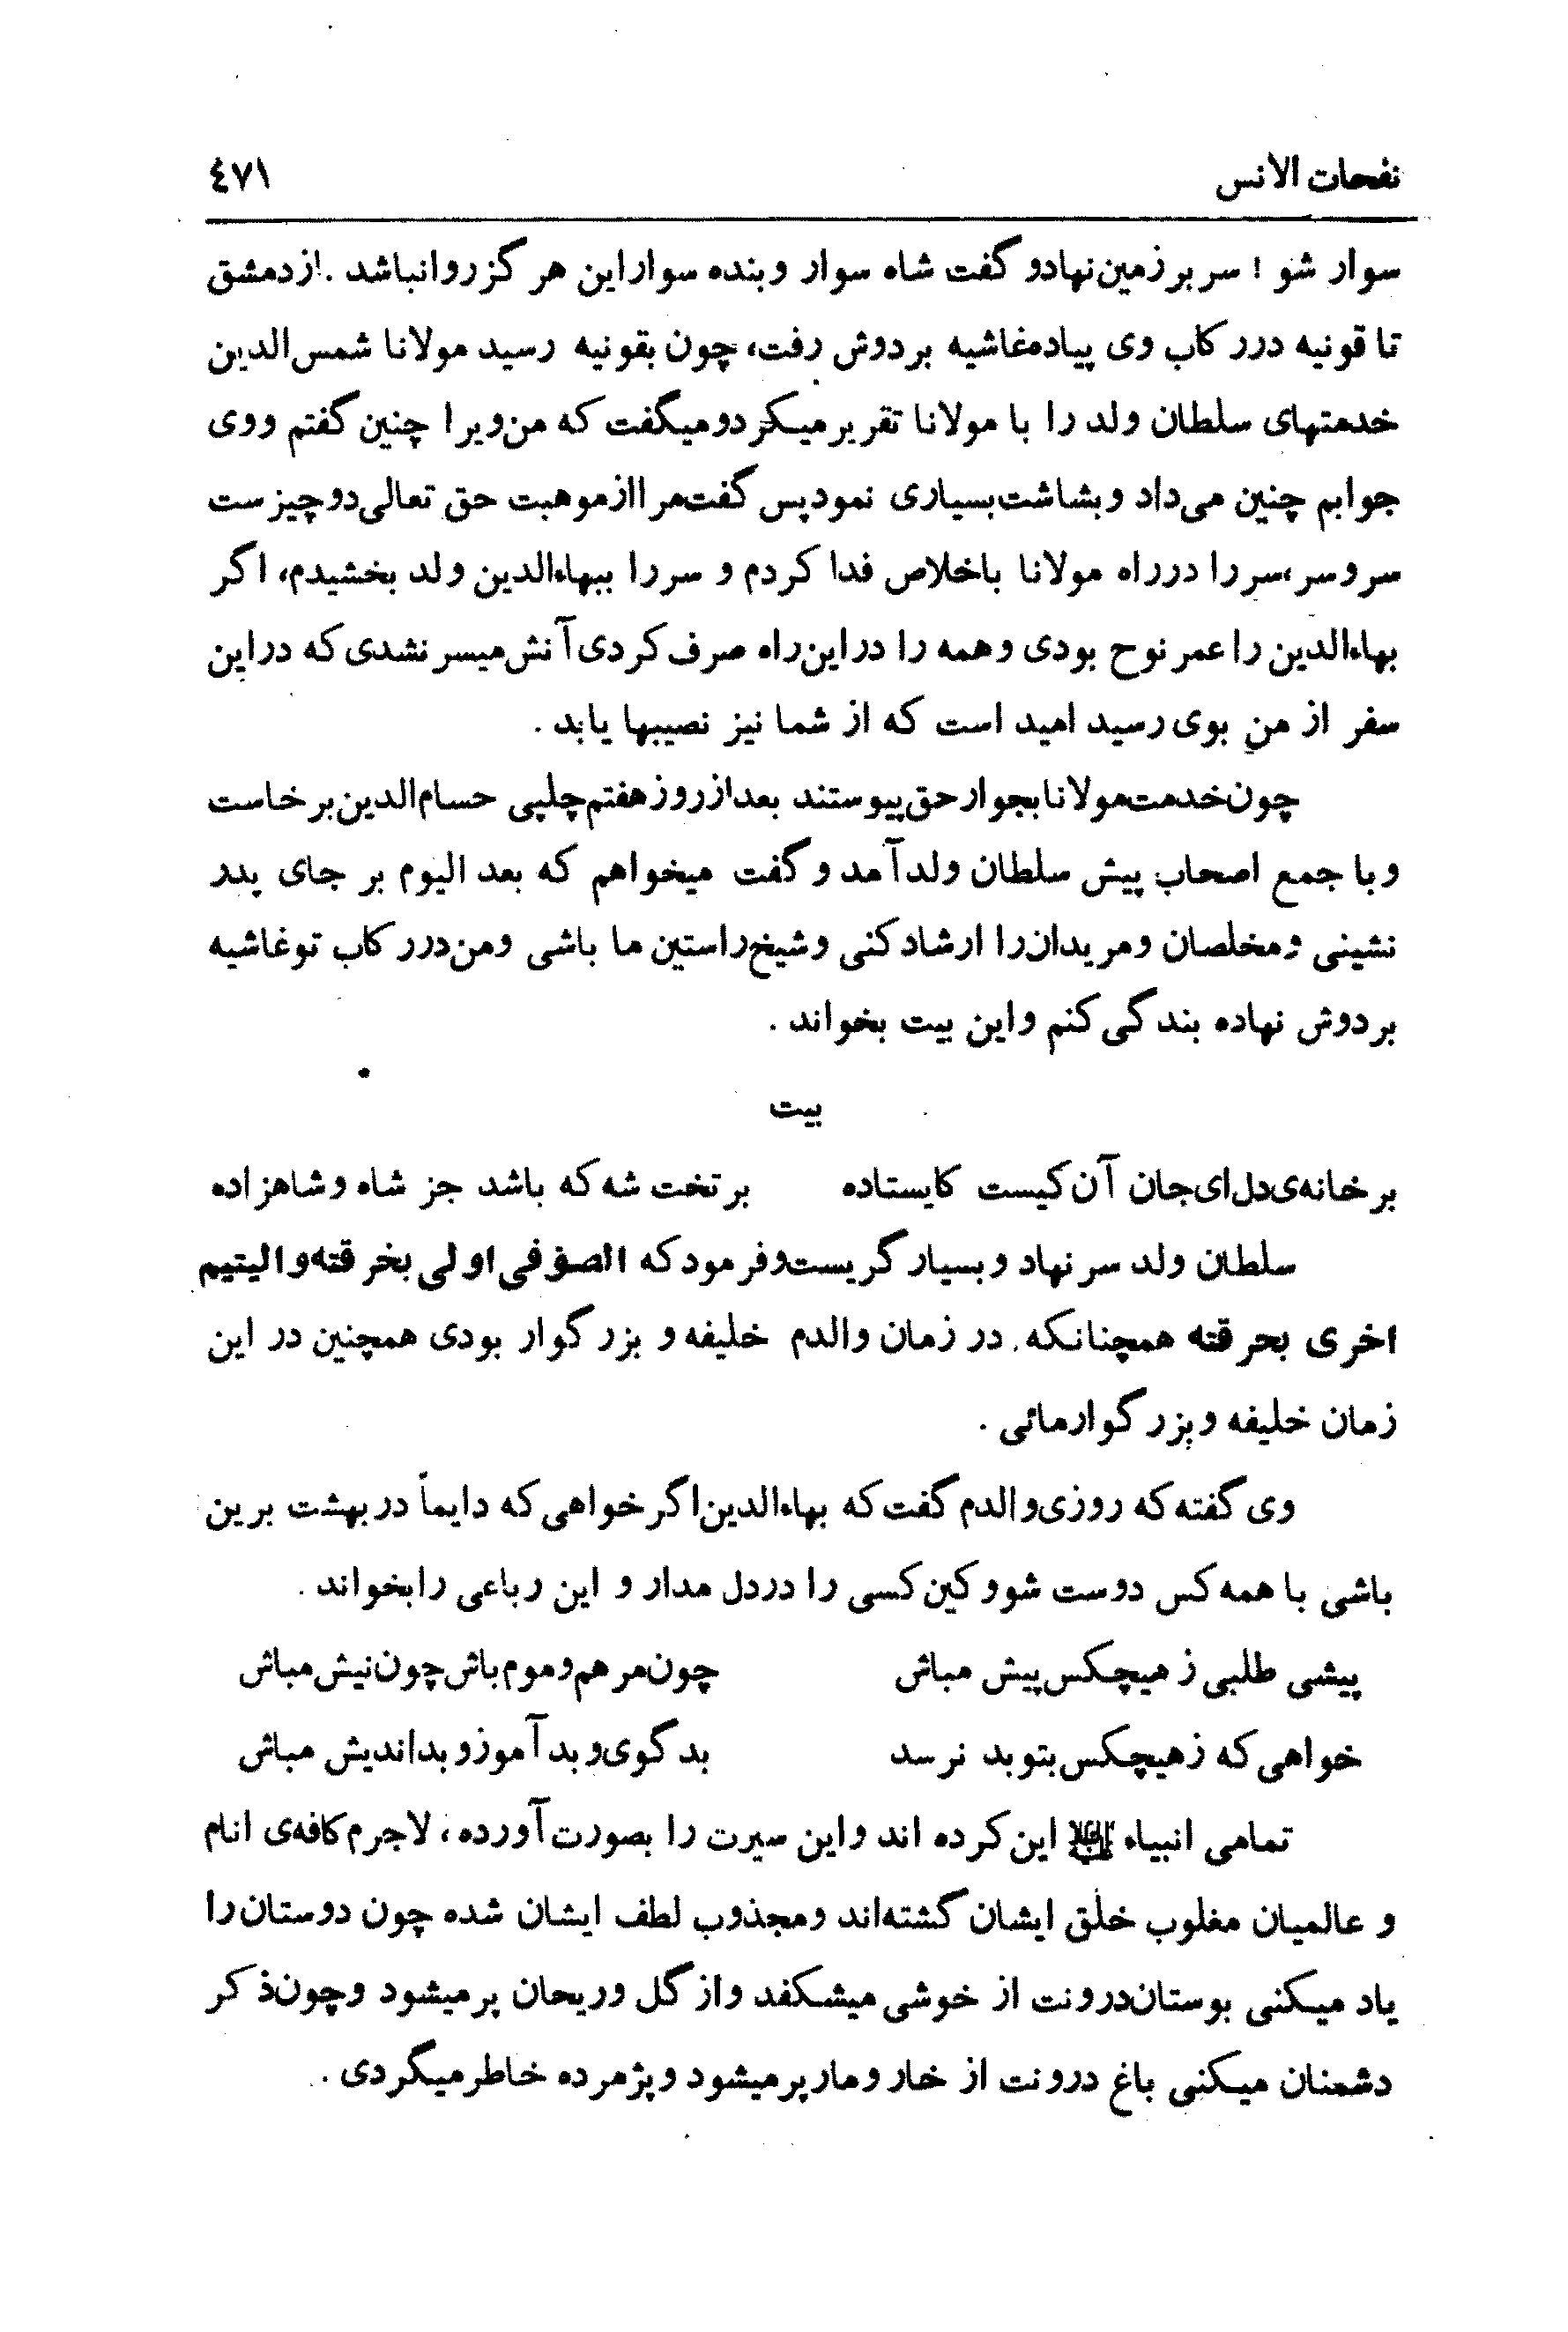 نفحات الانس ٤٧١
سوار شو ! سر بر زمین نهاد و گفت شاه سوار و بنده سوار این هرگز روا نباشد . از دمشق
تا قونیه در رکاب وی پیاده غاشیه بر دوش رفت، چون بقونیه رسید مولانا شمس‌الدین
خدمتهای سلطان ولد را با مولانا تقریر میکرد و میگفت که من ویرا چنین گفتم و وی
جوابم چنین می‌داد و بشاشت بسیاری نمود پس گفت مرا از موهبت حق تعالی دو چیز ست
سر و سر، سر را در راه مولانا باخلاص فدا کردم و سر را ببهاءالدین ولد بخشیدم، اگر
بهاءالدین را عمر نوح بودی و همه را در این راه صرف کردی آنش میسر نشدی که در این
سفر از من بوی رسید امید است که از شما نیز نصیبها یابد .
چون خدمت مولانا بجوار حق پیوستند بعد از روز هفتم چلپی حسام‌الدین برخاست
و با جمع اصحاب پیش سلطان ولد آمد و گفت میخواهم که بعد الیوم بر جای پدر
نشینی و مخلصان و مریدان را ارشاد کنی و شیخ راستین ما باشی و من در رکاب تو غاشیه
بر دوش نهاده بندگی کنم و این بیت بخواند .
بیت
بر خانه‌ی دل ای جان آن کیست کایستاده بر تخت شه که باشد جز شاه و شاهزاده
سلطان ولد سر نهاد و بسیار گریست و فرمود که الصوفی اولی بخرقته و الیتیم
اخری بحرقته همچنانکه در زمان والدم خلیفه و بزرگوار بودی همچنین در این
زمان خلیفه و بزرگوار مائی .
وی گفته که روزی والدم گفت که بهاءالدین اگر خواهی که دایماً در بهشت برین
باشی با همه کس دوست شو و کین کسی را در دل مدار و این رباعی را بخواند .
پیشی طلبی ز هیچکس پیش مباش چون مرهم و موم باش چون نیش مباش
خواهی که ز هیچکس بتو بد نرسد بد گوی و بد آموز و بد اندیش مباش
تمامی انبیاء این کرده اند و این سیرت را بصورت آورده، لاجرم کافه‌ی انام
و عالمیان مغلوب خلق ایشان گشته‌اند و مجذوب لطف ایشان شده چون دوستان را
یاد میکنی بوستان درونت از خوشی میشکفد و از گل و ریحان پر میشود و چون ذکر
دشمنان میکنی باغ درونت از خار و مار پر میشود و پژمرده خاطر میگردی .